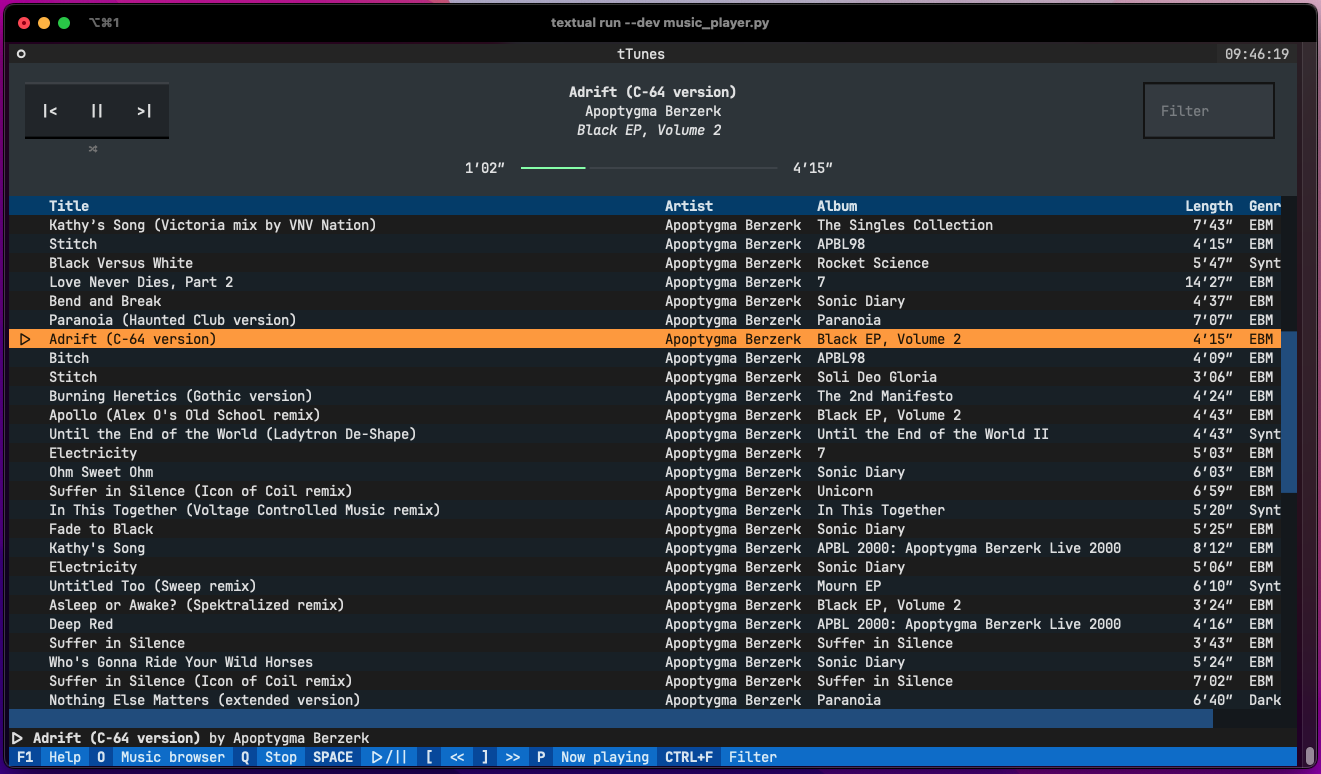 ⌥⌘1 textual run --dev music_player.py
tTunes 09:46:19
|< || >|
Adrift (C-64 version)
Apoptygma Berzerk
Black EP, Volume 2
Filter
1′02″ 4′15″
Title Artist Album Length Genr
Kathy’s Song (Victoria mix by VNV Nation) Apoptygma Berzerk The Singles Collection 7′43″ EBM
Stitch Apoptygma Berzerk APBL98 4′15″ EBM
Black Versus White Apoptygma Berzerk Rocket Science 5′47″ Synt
Love Never Dies, Part 2 Apoptygma Berzerk 7 14′27″ EBM
Bend and Break Apoptygma Berzerk Sonic Diary 4′37″ EBM
Paranoia (Haunted Club version) Apoptygma Berzerk Paranoia 7′07″ EBM
▷ Adrift (C-64 version) Apoptygma Berzerk Black EP, Volume 2 4′15″ EBM
Bitch Apoptygma Berzerk APBL98 4′09″ EBM
Stitch Apoptygma Berzerk Soli Deo Gloria 3′06″ EBM
Burning Heretics (Gothic version) Apoptygma Berzerk The 2nd Manifesto 4′24″ EBM
Apollo (Alex O's Old School remix) Apoptygma Berzerk Black EP, Volume 2 4′43″ EBM
Until the End of the World (Ladytron De-Shape) Apoptygma Berzerk Until the End of the World II 4′43″ Synt
Electricity Apoptygma Berzerk 7 5′03″ EBM
Ohm Sweet Ohm Apoptygma Berzerk Sonic Diary 6′03″ EBM
Suffer in Silence (Icon of Coil remix) Apoptygma Berzerk Unicorn 6′59″ EBM
In This Together (Voltage Controlled Music remix) Apoptygma Berzerk In This Together 5′20″ Synt
Fade to Black Apoptygma Berzerk Sonic Diary 5′25″ EBM
Kathy's Song Apoptygma Berzerk APBL 2000: Apoptygma Berzerk Live 2000 8′12″ EBM
Electricity Apoptygma Berzerk Sonic Diary 5′06″ EBM
Untitled Too (Sweep remix) Apoptygma Berzerk Mourn EP 6′10″ Synt
Asleep or Awake? (Spektralized remix) Apoptygma Berzerk Black EP, Volume 2 3′24″ EBM
Deep Red Apoptygma Berzerk APBL 2000: Apoptygma Berzerk Live 2000 4′16″ EBM
Suffer in Silence Apoptygma Berzerk Suffer in Silence 3′43″ EBM
Who's Gonna Ride Your Wild Horses Apoptygma Berzerk Sonic Diary 5′24″ EBM
Suffer in Silence (Icon of Coil remix) Apoptygma Berzerk Suffer in Silence 7′02″ EBM
Nothing Else Matters (extended version) Apoptygma Berzerk Paranoia 6′40″ Dark
▷ Adrift (C-64 version) by Apoptygma Berzerk
F1 Help O Music browser Q Stop SPACE ▷/|| [ << ] >> P Now playing CTRL+F Filter